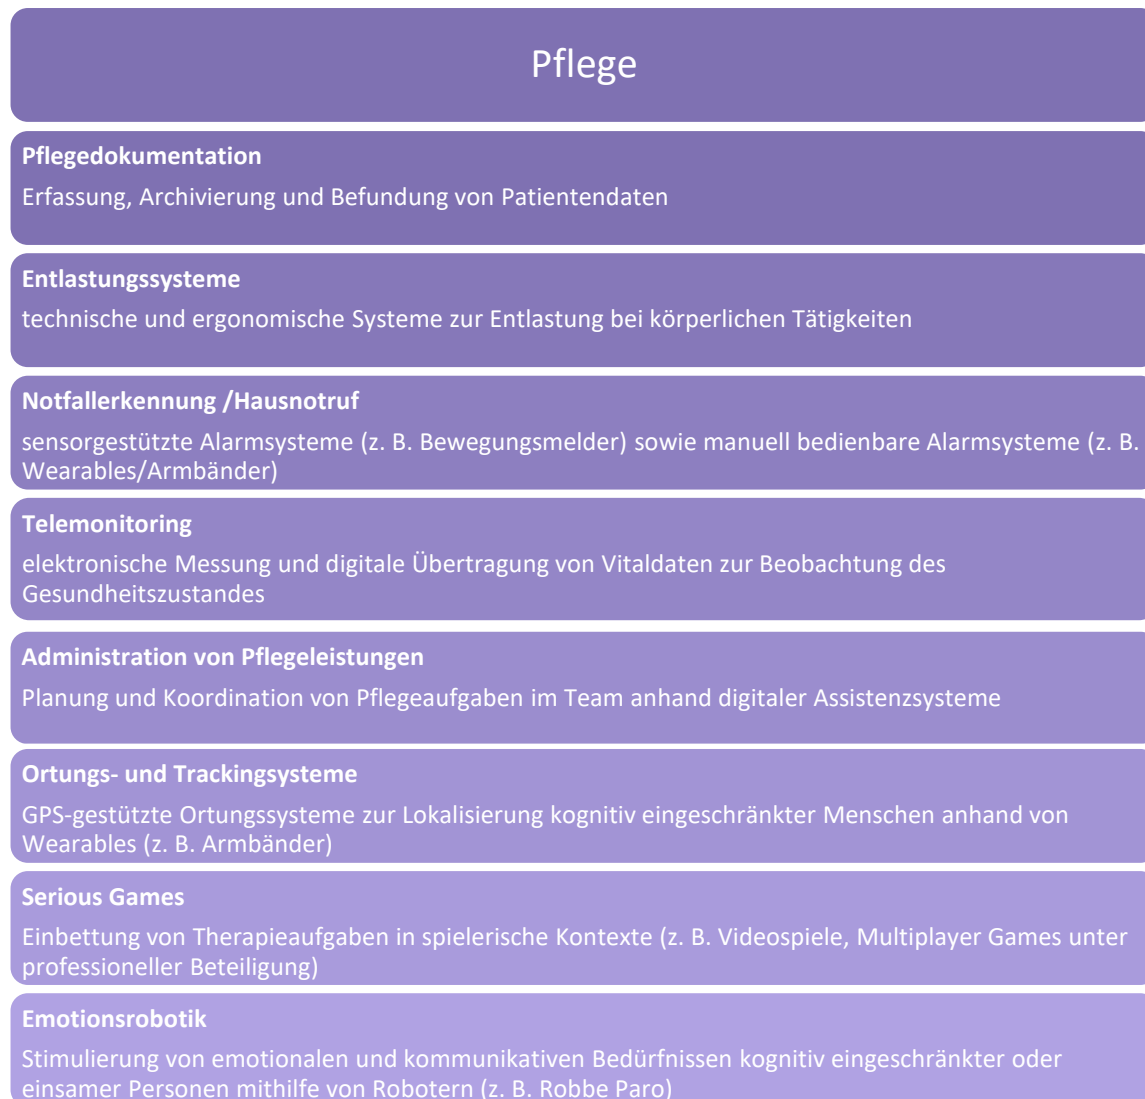 Pflege
Pflegedokumentation
Erfassung, Archivierung und Befundung von Patientendaten
Entlastungssysteme
technische und ergonomische Systeme zur Entlastung bei körperlichen Tätigkeiten
Notfallerkennung /Hausnotruf
sensorgestützte Alarmsysteme (z. B. Bewegungsmelder) sowie manuell bedienbare Alarmsysteme (z. B.
Wearables/Armbänder)
Telemonitoring
elektronische Messung und digitale Übertragung von Vitaldaten zur Beobachtung des
Gesundheitszustandes
Administration von Pflegeleistungen
Planung und Koordination von Pflegeaufgaben im Team anhand digitaler Assistenzsysteme
Ortungs- und Trackingsysteme
GPS-gestützte Ortungssysteme zur Lokalisierung kognitiv eingeschränkter Menschen anhand von
Wearables (z. B. Armbänder)
Serious Games
Einbettung von Therapieaufgaben in spielerische Kontexte (z. B. Videospiele, Multiplayer Games unter
professioneller Beteiligung)
Emotionsrobotik
Stimulierung von emotionalen und kommunikativen Bedürfnissen kognitiv eingeschränkter oder
einsamer Personen mithilfe von Robotern (z. B. Robbe Paro)